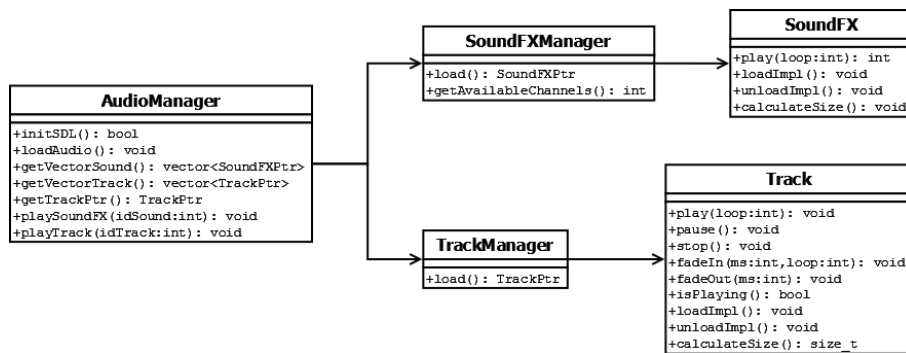 AudioManager
+initSDL(): bool
+loadAudio(): void
+getVectorSound(): vector<SoundFXPtr>
+getVectorTrack(): vector<TrackPtr>
+getTrackPtr(): TrackPtr
+playSoundFX(idSound:int): void
+playTrack(idTrack:int): void
SoundFXManager
+load(): SoundFXPtr
+getAvailableChannels(): int
SoundFX
+play(loop:int): int
+loadImpl(): void
+unloadImpl(): void
+calculateSize(): void
TrackManager
+load(): TrackPtr
Track
+play(loop:int): void
+pause(): void
+stop(): void
+fadeIn(ms:int,loop:int): void
+fadeOut(ms:int): void
+isPlaying(): bool
+loadImpl(): void
+unloadImpl(): void
+calculateSize(): size_t